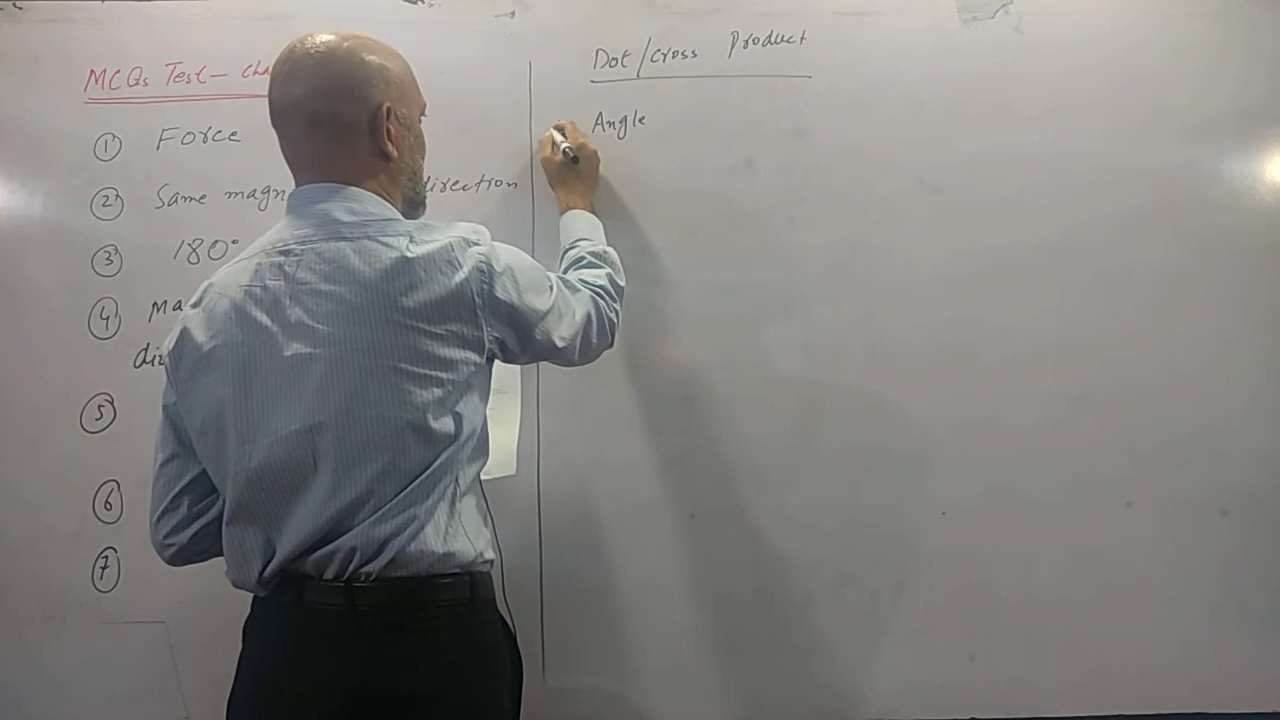 MCQs Test - Cha
① Force
② Same magn direction
③ 180°
④ Ma
di
⑤
⑥
⑦
Dot/Cross Product
Angle